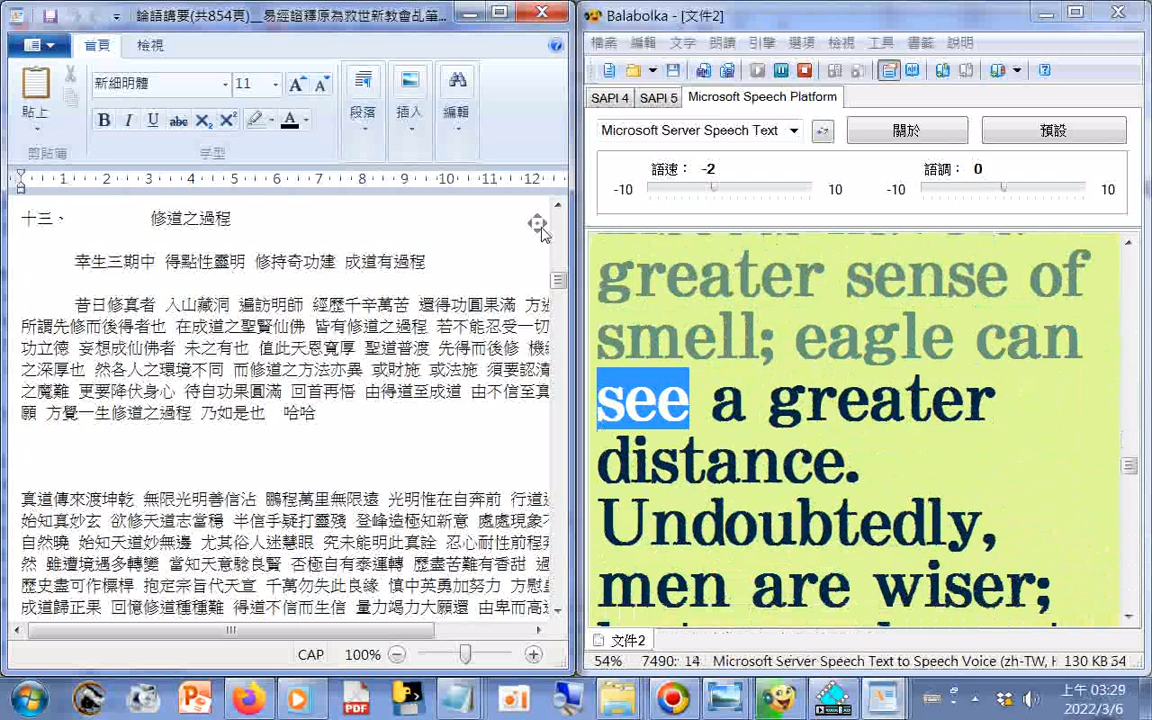 論語講要(共854頁)__易經證釋原為救世新教會乩筆...
首頁
檢視
貼上
剪貼簿
新細明體
11
B I U abc X₂ X² A
字型
段落
插入
編輯
1 2 3 4 5 6 7 8 9 10 11 12
十三、 修道之過程
幸生三期中 得點性靈明 修持奇功建 成道有過程
昔日修真者 入山藏洞 遍訪明師 經歷千辛萬苦 還得功圓果滿 方
所謂先修而後得者也 在成道之聖賢仙佛 皆有修道之過程 若不能忍受一切
功立德 妄想成仙佛者 未之有也 值此天恩寬厚 聖道普渡 先得而後修 機
之深厚也 然各人之環境不同 而修道之方法亦異 或財施 或法施 須要認清
之魔難 更要降伏身心 待自功果圓滿 回首再悟 由得道至成道 由不信至真
願 方覺一生修道之過程 乃如是也 哈哈
真道傳來渡坤乾 無限光明善信沾 鵬程萬里無限遠 光明惟在自奔前 行道
始知真妙玄 欲修天道志當穩 半信半疑打靈殘 登峰造極知新意 處處現象
自然曉 始知天道妙無邊 尤其俗人迷慧眼 究未能明此真詮 忍心耐性前程
然 雖遭境遇多轉變 當知天意驗良賢 否極自有泰運轉 歷盡苦難有香甜
歷史盡可作標桿 抱定宗旨代天宣 千萬勿失此良緣 慎中英勇加努力 方慰
成道歸正果 回憶修道種種難 得道不信而生信 量力竭力大願還 由卑而高
CAP 100%
Balabolka - [文件2]
檔案 編輯 文字 朗讀 引擎 選項 檢視 工具 書籤 說明
SAPI 4 SAPI 5 Microsoft Speech Platform
Microsoft Server Speech Text
關於
預設
語速： -2
-10 10
語調： 0
-10 10
greater sense of
smell; eagle can
see a greater
distance.
Undoubtedly,
men are wiser;
文件2
54% 7490: 14 Microsoft Server Speech Text to Speech Voice (zh-TW, H 130 KB 54
上午 03:29
2022/3/6